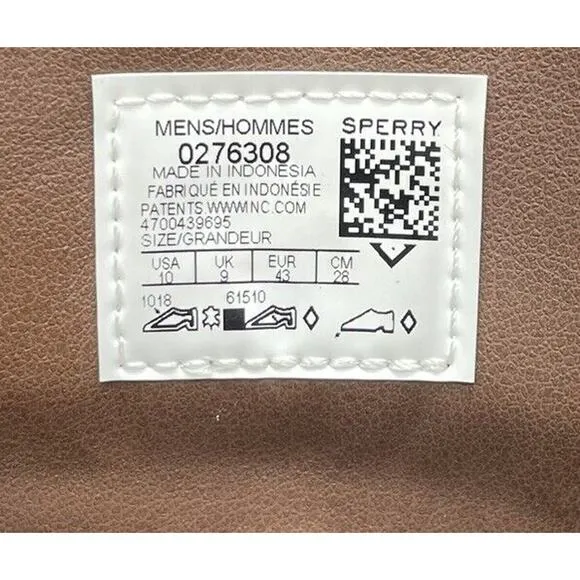 MENS/HOMMES
SPERRY
0276308
MADE IN INDONESIA
FABRIQUÉ EN INDONÉSIE
PATENTS.WWWINC.COM
4700439695
SIZE/GRANDEUR
USA UK EUR CM
10 9 43 28
1018 61510